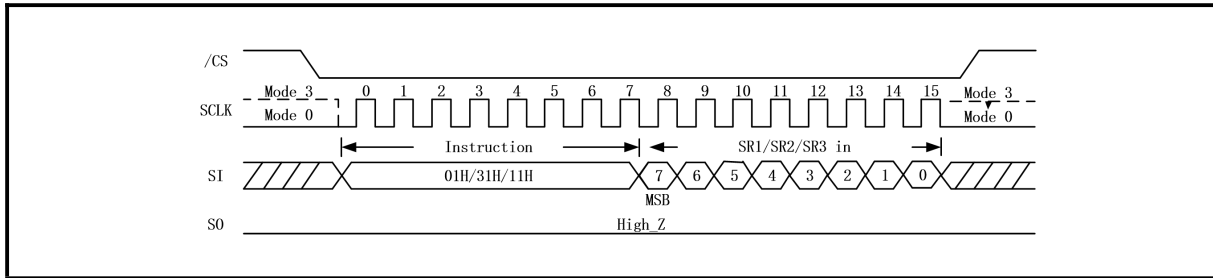 /CS
Mode 3 0 1 2 3 4 5 6 7 8 9 10 11 12 13 14 15 Mode 3
SCLK
Mode 0 Mode 0
Instruction SR1/SR2/SR3 in
SI 01H/31H/11H 7 6 5 4 3 2 1 0
MSB
SO High_Z